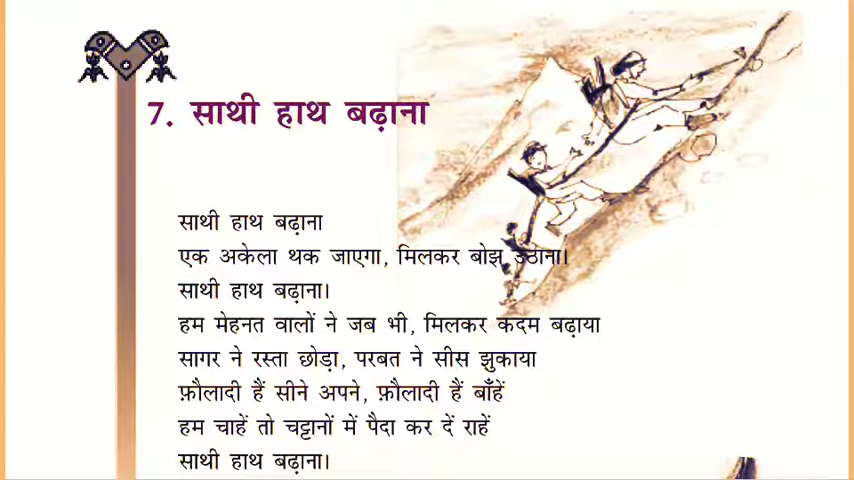 7. साथी हाथ बढ़ाना
साथी हाथ बढ़ाना
एक अकेला थक जाएगा, मिलकर बोझ उठाना।
साथी हाथ बढ़ाना।
हम मेहनत वालों ने जब भी, मिलकर कदम बढ़ाया
सागर ने रस्ता छोड़ा, परबत ने सीस झुकाया
फ़ौलादी हैं सीने अपने, फ़ौलादी हैं बाँहें
हम चाहें तो चट्टानों में पैदा कर दें राहें
साथी हाथ बढ़ाना।